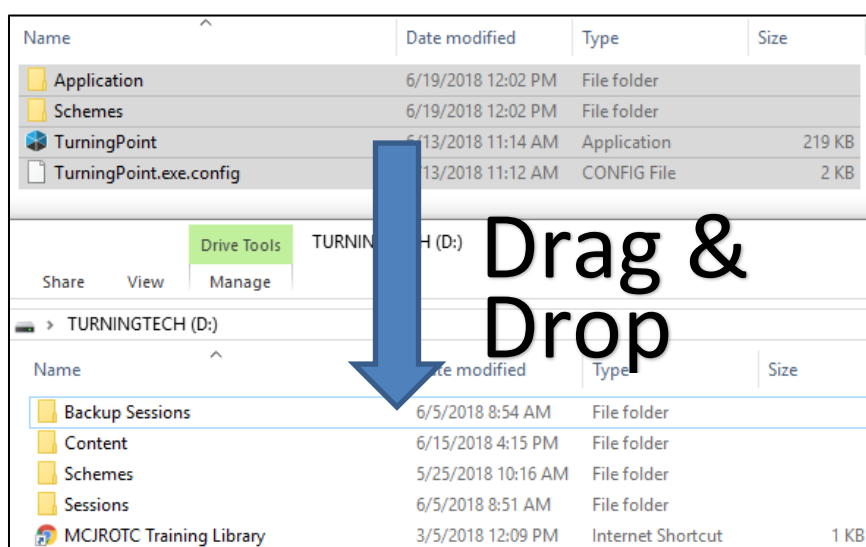 Name Date modified Type Size
Application 6/19/2018 12:02 PM File folder
Schemes 6/19/2018 12:02 PM File folder
TurningPoint /13/2018 11:14 AM Application 219 KB
TurningPoint.exe.config /13/2018 11:12 AM CONFIG File 2 KB
Drive Tools TURNIN H (D:)
Share View Manage
Drag &
Drop
> TURNINGTECH (D:)
Name te modified Type Size
Backup Sessions 6/5/2018 8:54 AM File folder
Content 6/15/2018 4:15 PM File folder
Schemes 5/25/2018 10:16 AM File folder
Sessions 6/5/2018 8:51 AM File folder
MCJROTC Training Library 3/5/2018 12:09 PM Internet Shortcut 1 KB